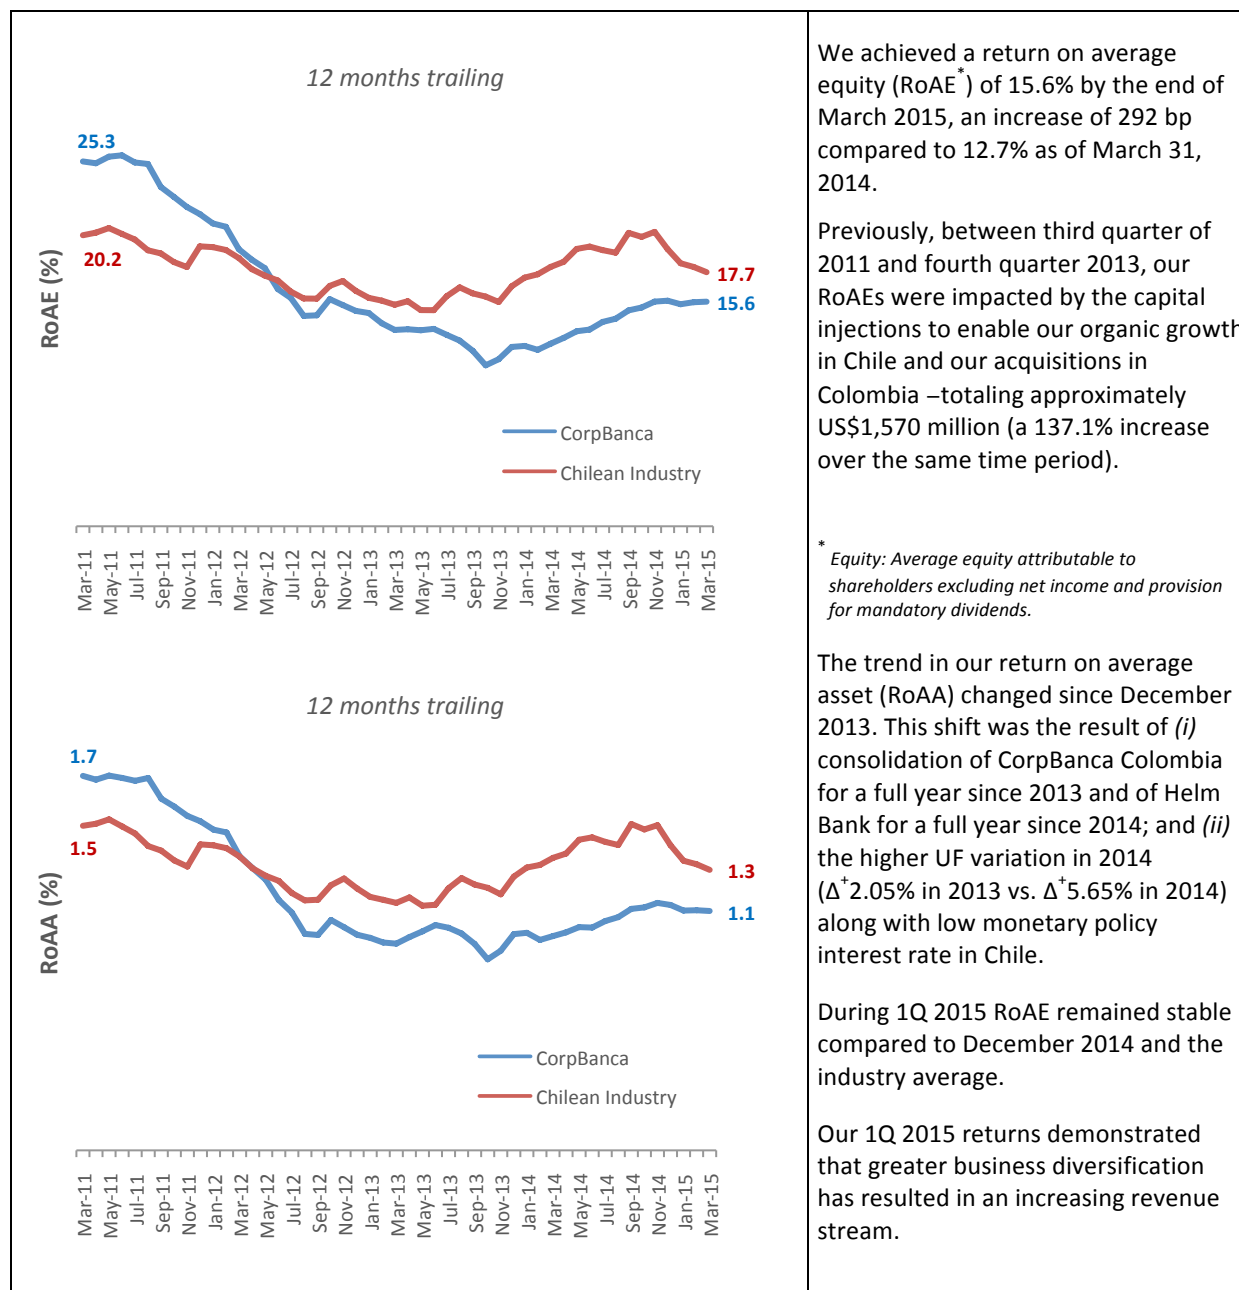 12 months trailing
25.3
20.2
17.7
15.6
RoAE (%)
CorpBanca
Chilean Industry
Mar-11
May-11
Jul-11
Sep-11
Nov-11
Jan-12
Mar-12
May-12
Jul-12
Sep-12
Nov-12
Jan-13
Mar-13
May-13
Jul-13
Sep-13
Nov-13
Jan-14
Mar-14
May-14
Jul-14
Sep-14
Nov-14
Jan-15
Mar-15
12 months trailing
1.7
1.5
1.3
1.1
RoAA (%)
CorpBanca
Chilean Industry
Mar-11
May-11
Jul-11
Sep-11
Nov-11
Jan-12
Mar-12
May-12
Jul-12
Sep-12
Nov-12
Jan-13
Mar-13
May-13
Jul-13
Sep-13
Nov-13
Jan-14
Mar-14
May-14
Jul-14
Sep-14
Nov-14
Jan-15
Mar-15
We achieved a return on average
equity (RoAE*) of 15.6% by the end of
March 2015, an increase of 292 bp
compared to 12.7% as of March 31,
2014.
Previously, between third quarter of
2011 and fourth quarter 2013, our
RoAEs were impacted by the capital
injections to enable our organic growth
in Chile and our acquisitions in
Colombia –totaling approximately
US$1,570 million (a 137.1% increase
over the same time period).
* Equity: Average equity attributable to
shareholders excluding net income and provision
for mandatory dividends.
The trend in our return on average
asset (RoAA) changed since December
2013. This shift was the result of (i)
consolidation of CorpBanca Colombia
for a full year since 2013 and of Helm
Bank for a full year since 2014; and (ii)
the higher UF variation in 2014
(Δ+2.05% in 2013 vs. Δ+5.65% in 2014)
along with low monetary policy
interest rate in Chile.
During 1Q 2015 RoAE remained stable
compared to December 2014 and the
industry average.
Our 1Q 2015 returns demonstrated
that greater business diversification
has resulted in an increasing revenue
stream.